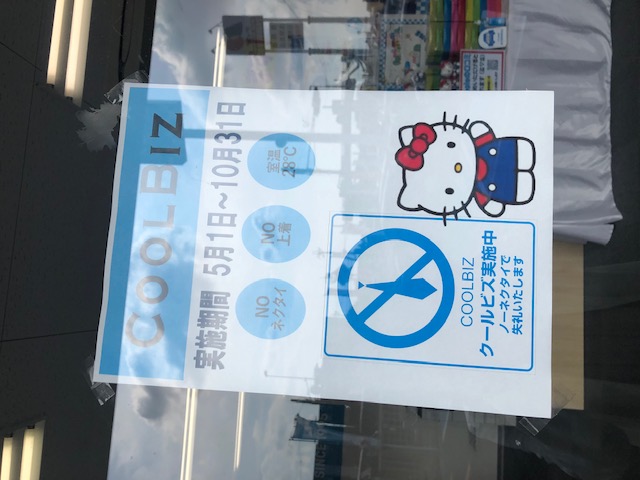 COOLBIZ
実施期間 5月1日~10月31日
NO
ネクタイ
NO
上着
室温
28℃
COOLBIZ
クールビズ実施中
ノーネクタイで
失礼いたします